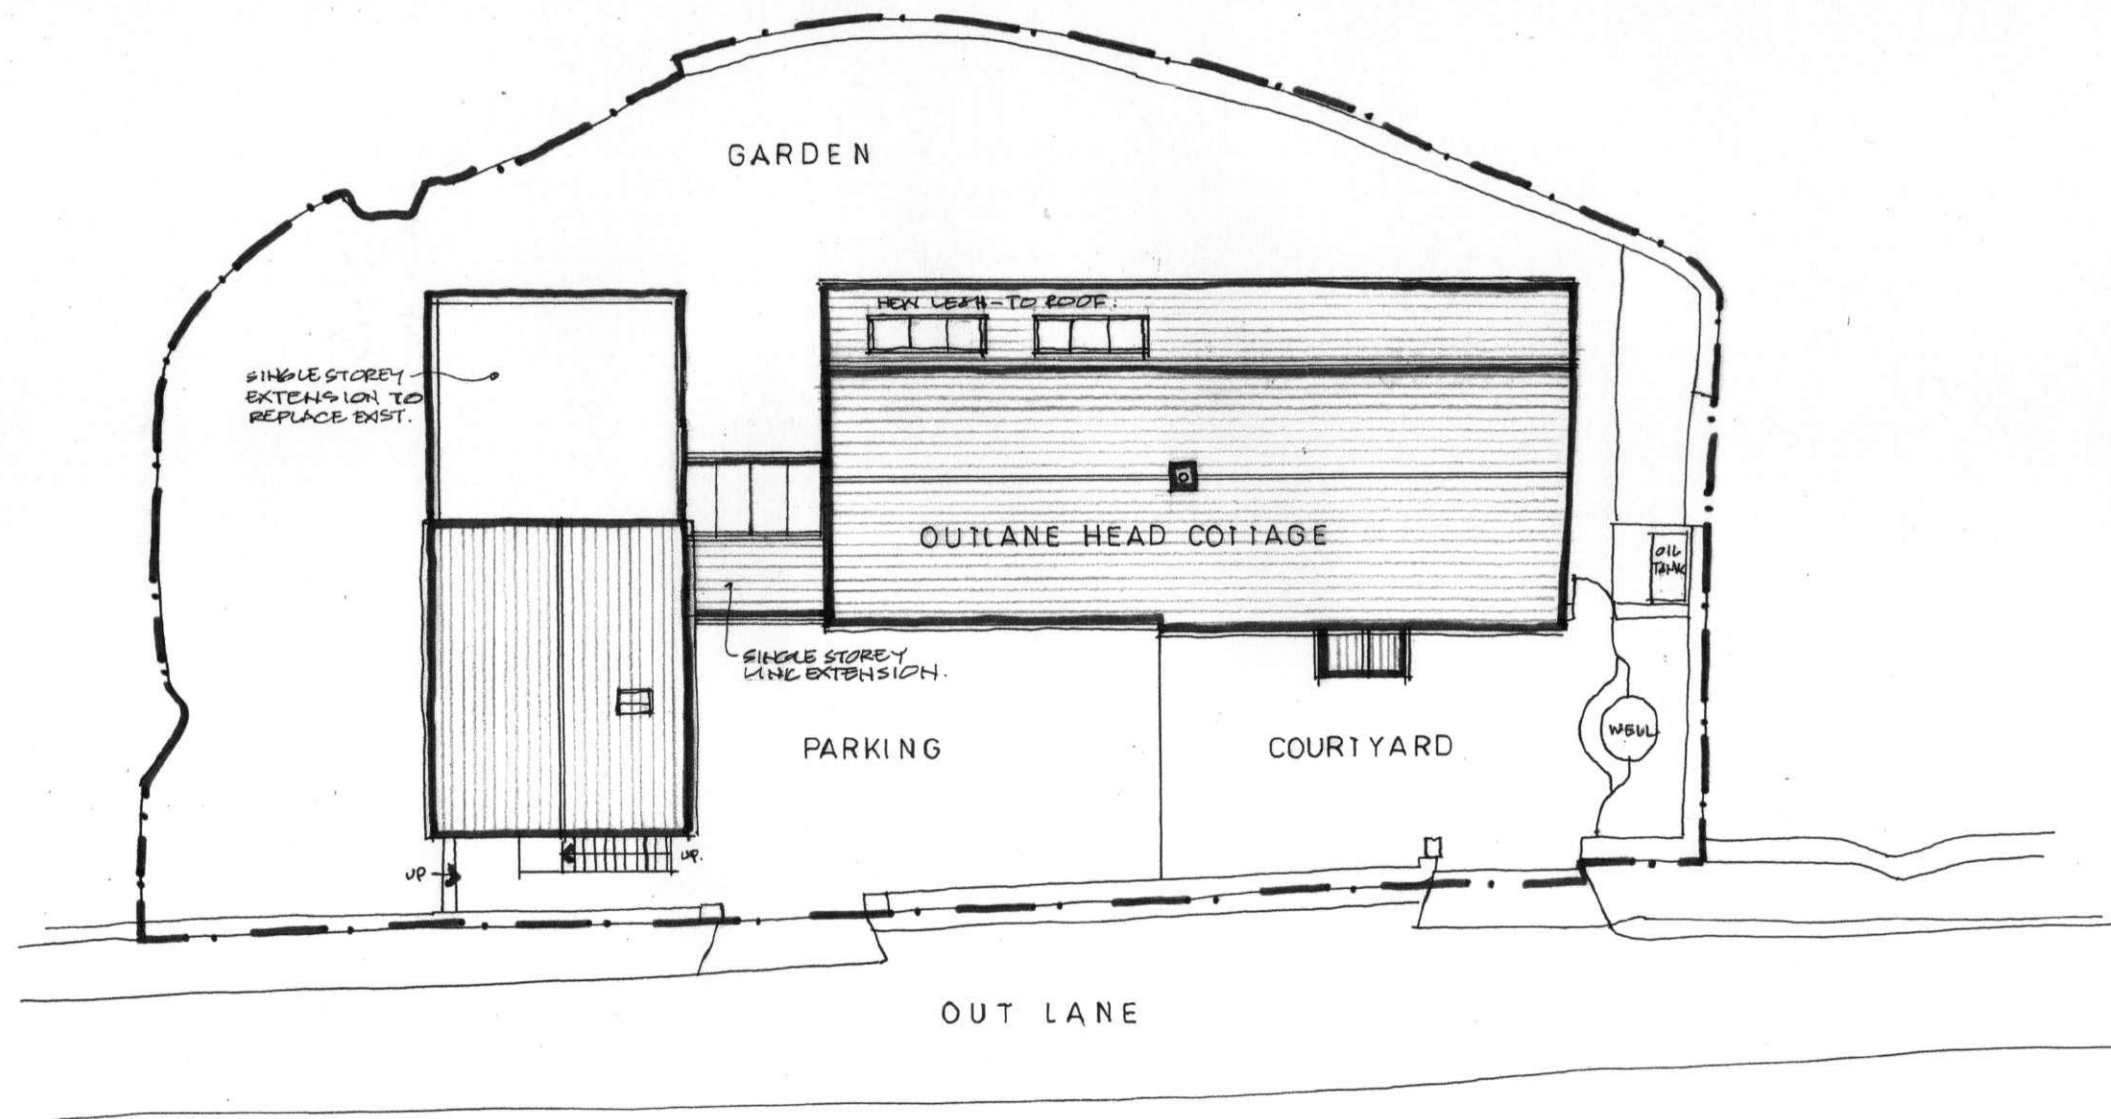 GARDEN
NEW LEAN-TO ROOF.
SINGLE STOREY
EXTENSION TO
REPLACE EXIST.
OUTLANE HEAD COTTAGE
OIL
TANK
SINGLE STOREY
LINK EXTENSION.
WELL
PARKING
COURTYARD
UP
UP.
OUT LANE